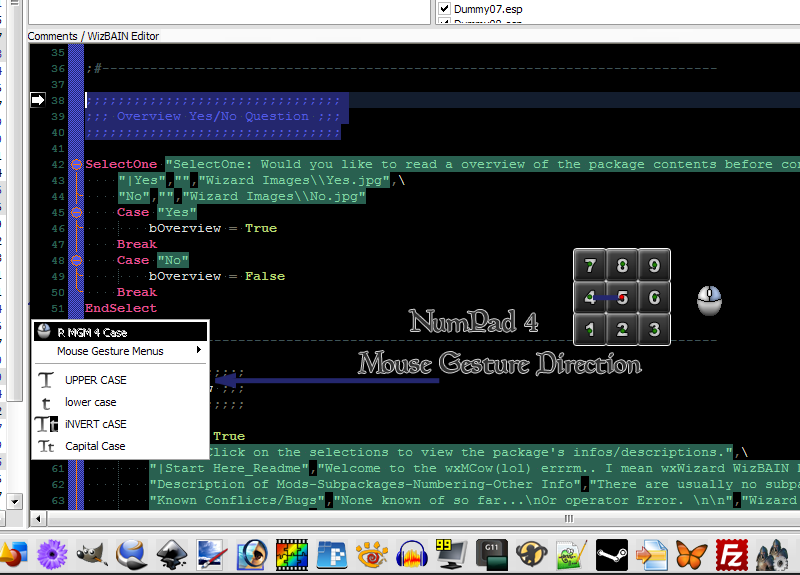 Dummy07.esp
Comments / WizBAIN Editor
35
36 ;#-----------------------------------------------------------------------------
37
38 ;;;;;;;;;;;;;;;;;;;;;;;;;;;;;;;;
39 ;;; Overview Yes/No Question ;;;
40 ;;;;;;;;;;;;;;;;;;;;;;;;;;;;;;;;
41
42 SelectOne "SelectOne: Would you like to read a overview of the package contents before
43 "|Yes","","Wizard Images\\Yes.jpg",\
44 "No","","Wizard Images\\No.jpg"
45 Case "Yes"
46 bOverview = True
47 Break
48 Case "No"
49 bOverview = False
50 Break
51 EndSelect
7 8 9
4 5 6
1 2 3
NumPad 4
Mouse Gesture Direction
R MGM 4 Case
Mouse Gesture Menus
T UPPER CASE
t lower case
Tt iNVERT cASE
Tt Capital Case
;;;;
;;;
;;;;
True
Click on the selections to view the package's infos/descriptions.",\
61 "|Start Here_Readme","Welcome to the wxMCow(lol) errrm.. I mean wxWizard WizBAIN
62 "Description of Mods-Subpackages-Numbering-Other Info","There are usually no
63 "Known Conflicts/Bugs","None known of so far...\nOr operator Error. \n\n","Wizard
99
G11
Fz